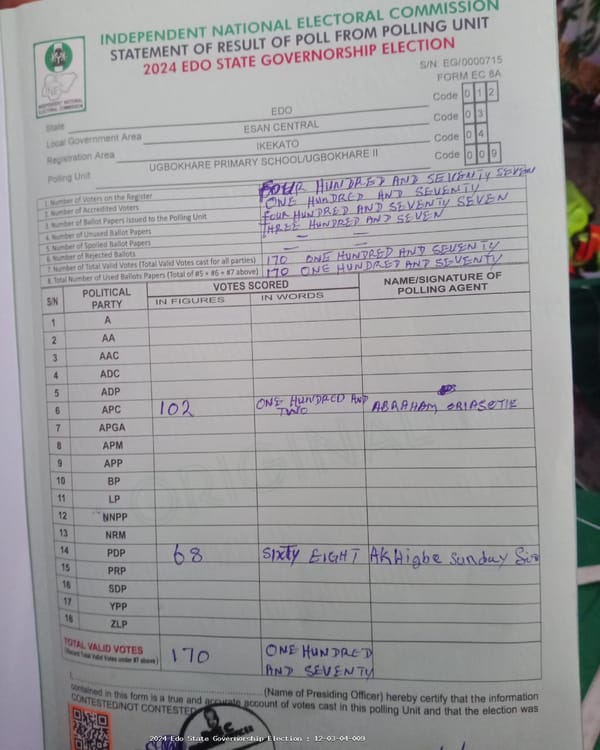 INDEPENDENT NATIONAL ELECTORAL COMMISSION
STATEMENT OF RESULT OF POLL FROM POLLING UNIT
2024 EDO STATE GOVERNORSHIP ELECTION
S/N EG/0000715
FORM EC 8A
INDEPENDENT NATIONAL ELECTORAL COMMISSION
State EDO Code 0 1 2
Local Government Area ESAN CENTRAL Code 0 3
Registration Area IKEKATO Code 0 4
Polling Unit UGBOKHARE PRIMARY SCHOOL/UGBOKHARE II Code 0 0 9
1. Number of Voters on the Register FOUR HUNDRED AND SEVENTY SEVEN
2. Number of Accredited Voters ONE HUNDRED AND SEVENTY
3. Number of Ballot Papers Issued to the Polling Unit FOUR HUNDRED AND SEVENTY SEVEN
4. Number of Unused Ballot Papers THREE HUNDRED AND SEVEN
5. Number of Spoiled Ballot Papers — —
6. Number of Rejected Ballots — —
7. Number of Total Valid Votes (Total Valid Votes cast for all parties) 170 ONE HUNDRED AND SEVENTY
8. Total Number of Used Ballots Papers (Total of #5 + #6 + #7 above) 170 ONE HUNDRED AND SEVENTY
S/N POLITICAL PARTY VOTES SCORED NAME/SIGNATURE OF POLLING AGENT
IN FIGURES IN WORDS
1 A
2 AA
3 AAC
4 ADC
5 ADP
6 APC 102 ONE HUNDRED AND TWO ABRAHAM ORIASOTIE
7 APGA
8 APM
9 APP
10 BP
11 LP
12 NNPP
13 NRM
14 PDP 68 SIXTY EIGHT AKHigbe Sunday
15 PRP
16 SDP
17 YPP
18 ZLP
ORIGINAL
TOTAL VALID VOTES 170 ONE HUNDRED
(Record Total Valid Votes under #7 above) AND SEVENTY
I, (Name of Presiding Officer) hereby certify that the information
contained in this form is a true and accurate account of votes cast in this polling Unit and that the election was
CONTESTED/NOT CONTESTED
2024 Edo State Governorship Election : 12-03-04-009